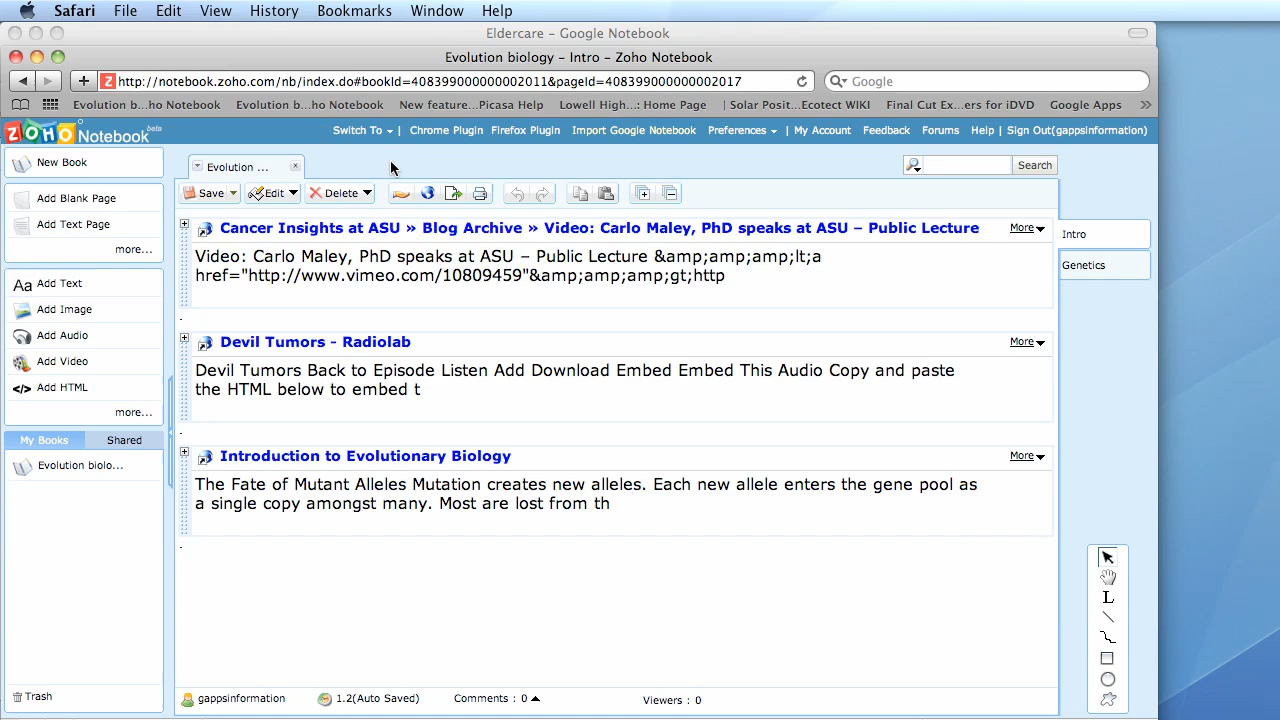 Safari File Edit View History Bookmarks Window Help
Eldercare – Google Notebook
Evolution biology – Intro – Zoho Notebook
http://notebook.zoho.com/nb/index.do#bookId=408399000000002011&pageId=408399000000002017 Google
Evolution b...ho Notebook Evolution b...ho Notebook New feature...Picasa Help Lowell High...: Home Page Solar Posit...Ecotect WIKI Final Cut Ex...ers for iDVD Google Apps
ZOHO Notebook beta Switch To | Chrome Plugin Firefox Plugin Import Google Notebook Preferences | My Account Feedback Forums Help | Sign Out(gappsinformation)
New Book
Evolution ... Search
Save Edit Delete
Add Blank Page
Add Text Page
more...
Add Text
Add Image
Add Audio
Add Video
Add HTML
more...
My Books Shared
Evolution biolo...
Trash
Cancer Insights at ASU » Blog Archive » Video: Carlo Maley, PhD speaks at ASU – Public Lecture More
Video: Carlo Maley, PhD speaks at ASU – Public Lecture &amp;amp;amp;lt;a
href="http://www.vimeo.com/10809459"&amp;amp;amp;gt;http
Devil Tumors - Radiolab More
Devil Tumors Back to Episode Listen Add Download Embed Embed This Audio Copy and paste
the HTML below to embed t
Introduction to Evolutionary Biology More
The Fate of Mutant Alleles Mutation creates new alleles. Each new allele enters the gene pool as
a single copy amongst many. Most are lost from th
Intro
Genetics
gappsinformation 1.2(Auto Saved) Comments : 0 Viewers : 0